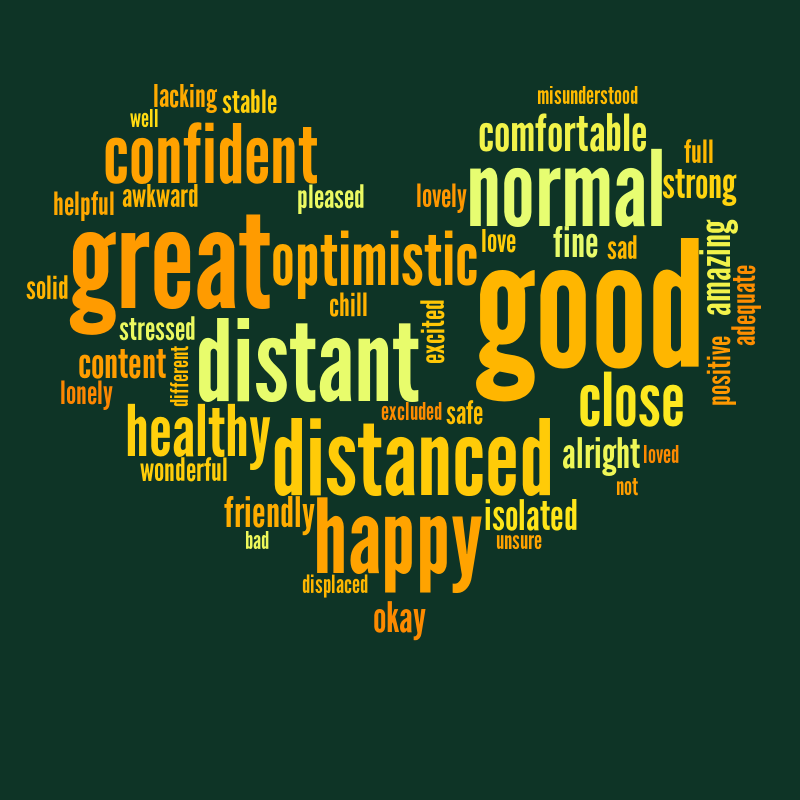 lacking
stable
misunderstood
well
confident
comfortable
full
normal
strong
helpful
awkward
pleased
lovely
great
optimistic
love
fine
sad
good
amazing
adequate
solid
chill
stressed
distant
excited
content
different
positive
lonely
close
excluded
safe
healthy
distanced
alright
loved
wonderful
not
friendly
happy
isolated
bad
unsure
displaced
okay